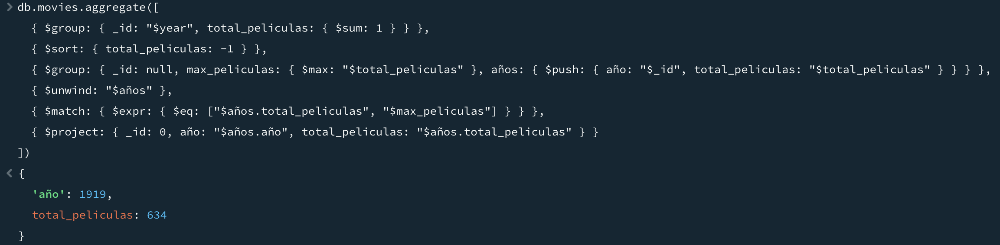 > db.movies.aggregate([
{ $group: { _id: "$year", total_peliculas: { $sum: 1 } } },
{ $sort: { total_peliculas: -1 } },
{ $group: { _id: null, max_peliculas: { $max: "$total_peliculas" }, años: { $push: { año: "$_id", total_peliculas: "$total_peliculas" } } } },
{ $unwind: "$años" },
{ $match: { $expr: { $eq: ["$años.total_peliculas", "$max_peliculas"] } } },
{ $project: { _id: 0, año: "$años.año", total_peliculas: "$años.total_peliculas" } }
])
< {
'año': 1919,
total_peliculas: 634
}